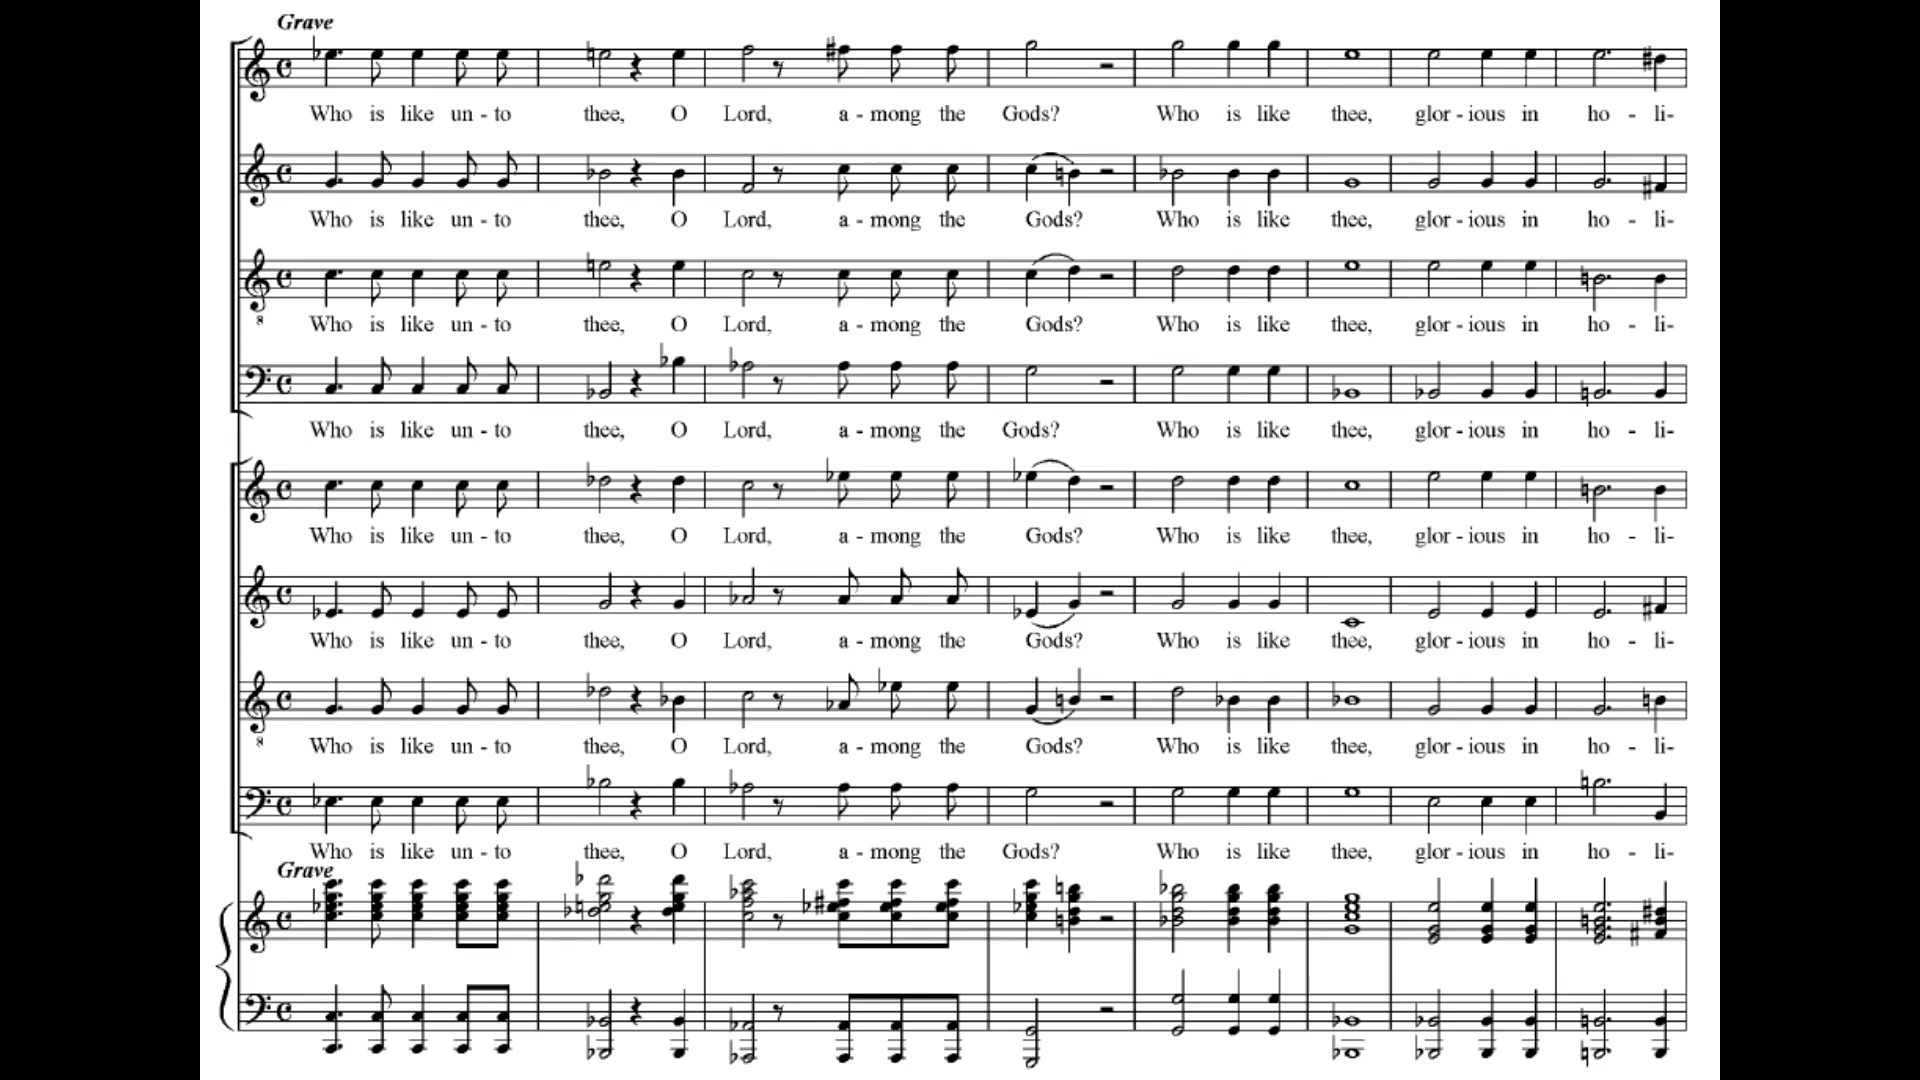 Grave
Who is like un - to thee, O Lord, a - mong the Gods? Who is like thee, glor - ious in ho - li-
Who is like un - to thee, O Lord, a - mong the Gods? Who is like thee, glor - ious in ho - li-
8
Who is like un - to thee, O Lord, a - mong the Gods? Who is like thee, glor - ious in ho - li-
Who is like un - to thee, O Lord, a - mong the Gods? Who is like thee, glor - ious in ho - li-
Who is like un - to thee, O Lord, a - mong the Gods? Who is like thee, glor - ious in ho - li-
Who is like un - to thee, O Lord, a - mong the Gods? Who is like thee, glor - ious in ho - li-
8
Who is like un - to thee, O Lord, a - mong the Gods? Who is like thee, glor - ious in ho - li-
Who is like un - to thee, O Lord, a - mong the Gods? Who is like thee, glor - ious in ho - li-
Grave